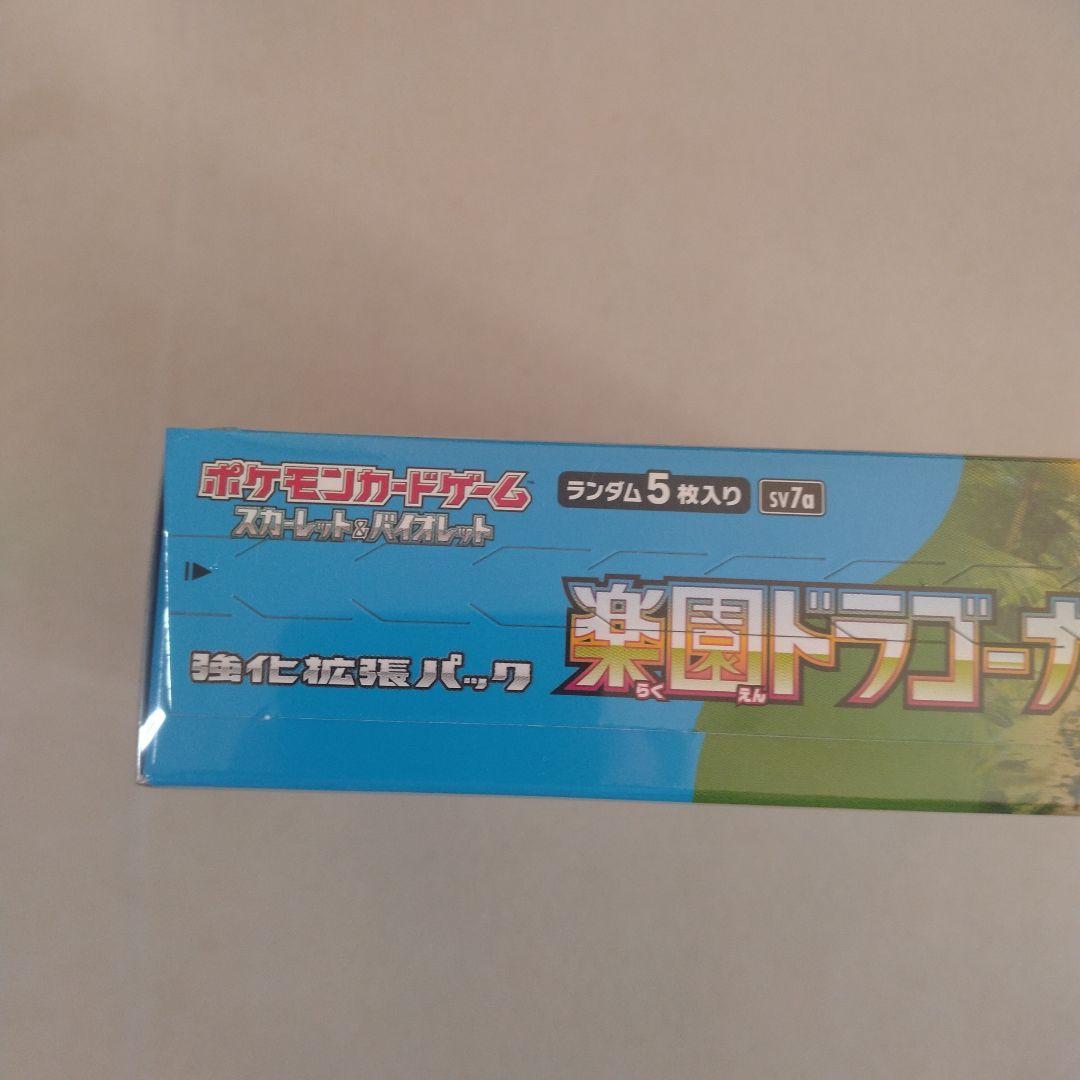 ポケモンカードゲーム
スカーレット&バイオレット
ランダム5枚入り
SV7a
楽園ドラゴーナ
らく えん
強化拡張パック